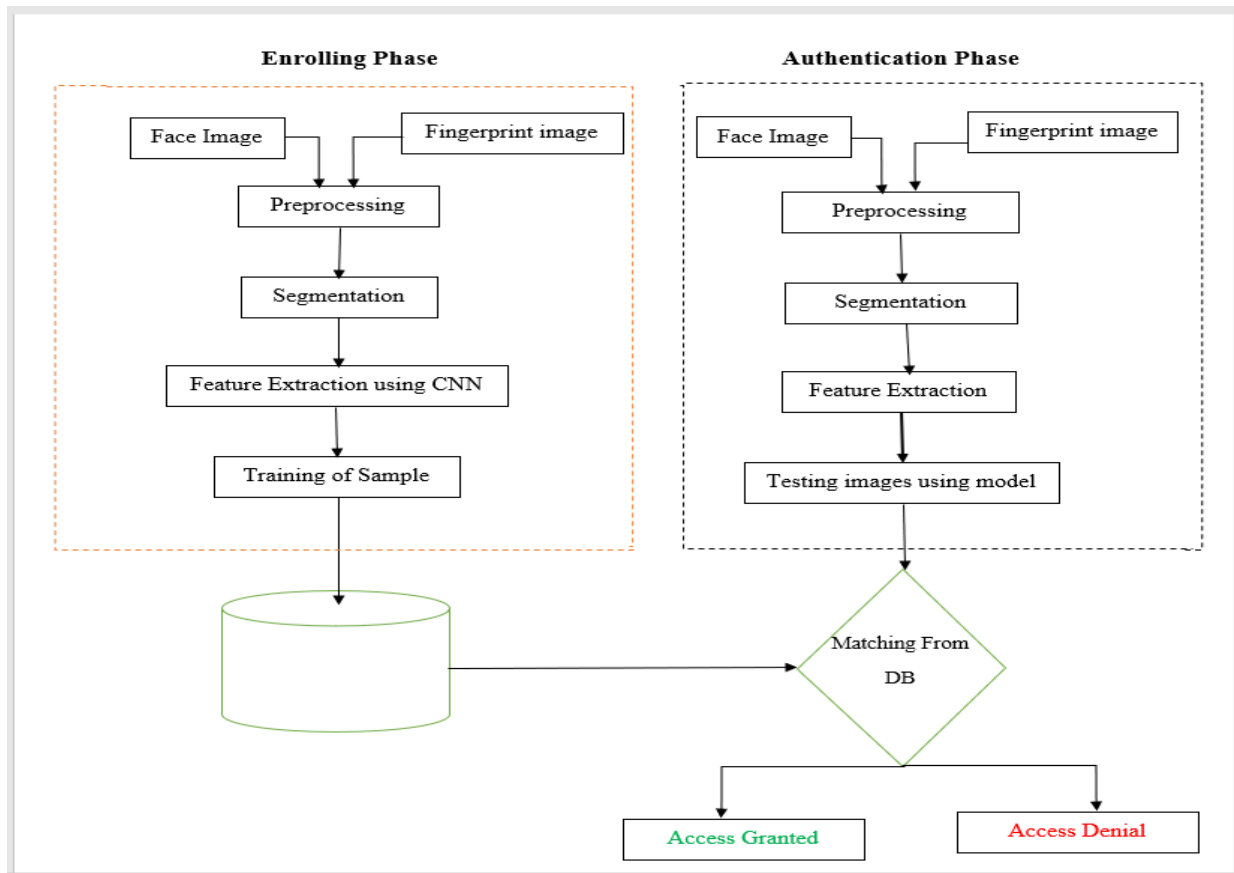 Enrolling Phase
Face Image
Fingerprint image
Preprocessing
Segmentation
Feature Extraction using CNN
Training of Sample
Authentication Phase
Face Image
Fingerprint image
Preprocessing
Segmentation
Feature Extraction
Testing images using model
Matching From
DB
Access Granted
Access Denial